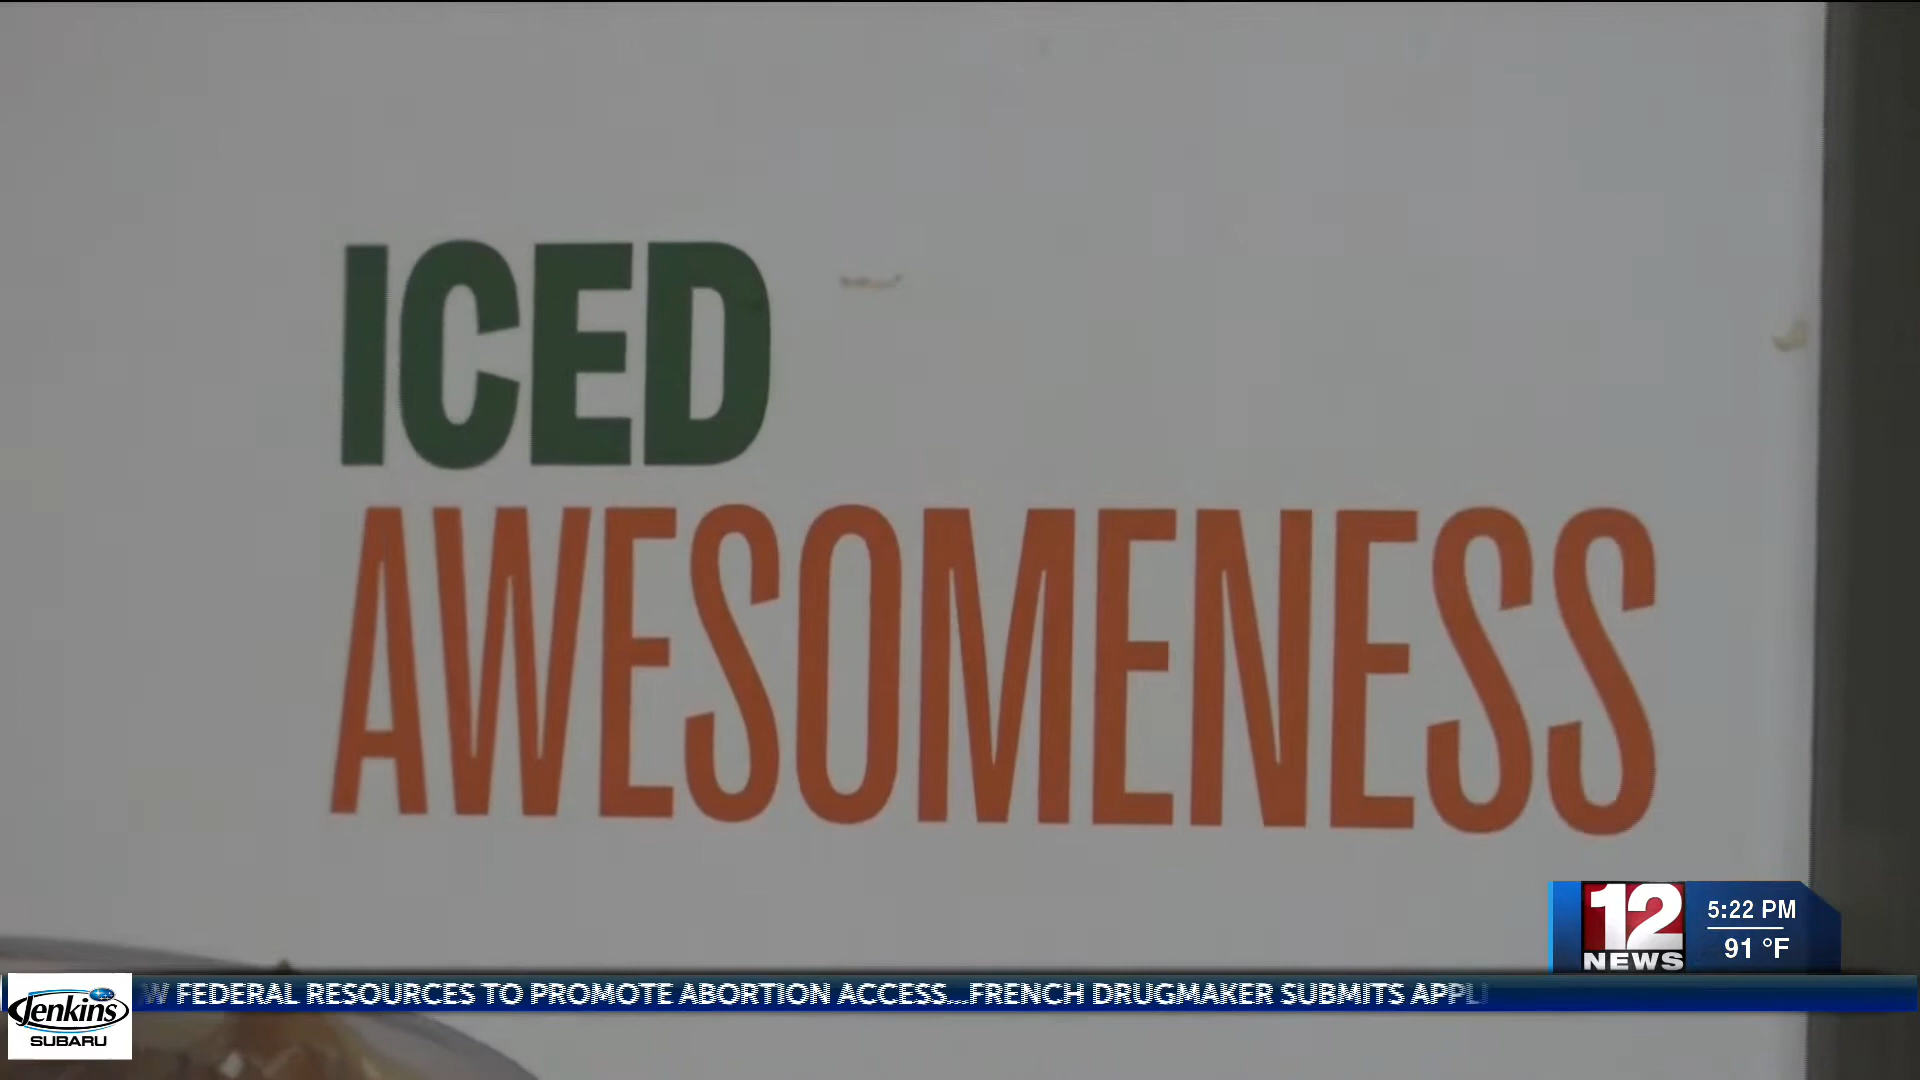 ICED
AWESOMENESS
12
NEWS
5:22 PM
91 °F
Jenkins
SUBARU
W FEDERAL RESOURCES TO PROMOTE ABORTION ACCESS...FRENCH DRUGMAKER SUBMITS APPLI